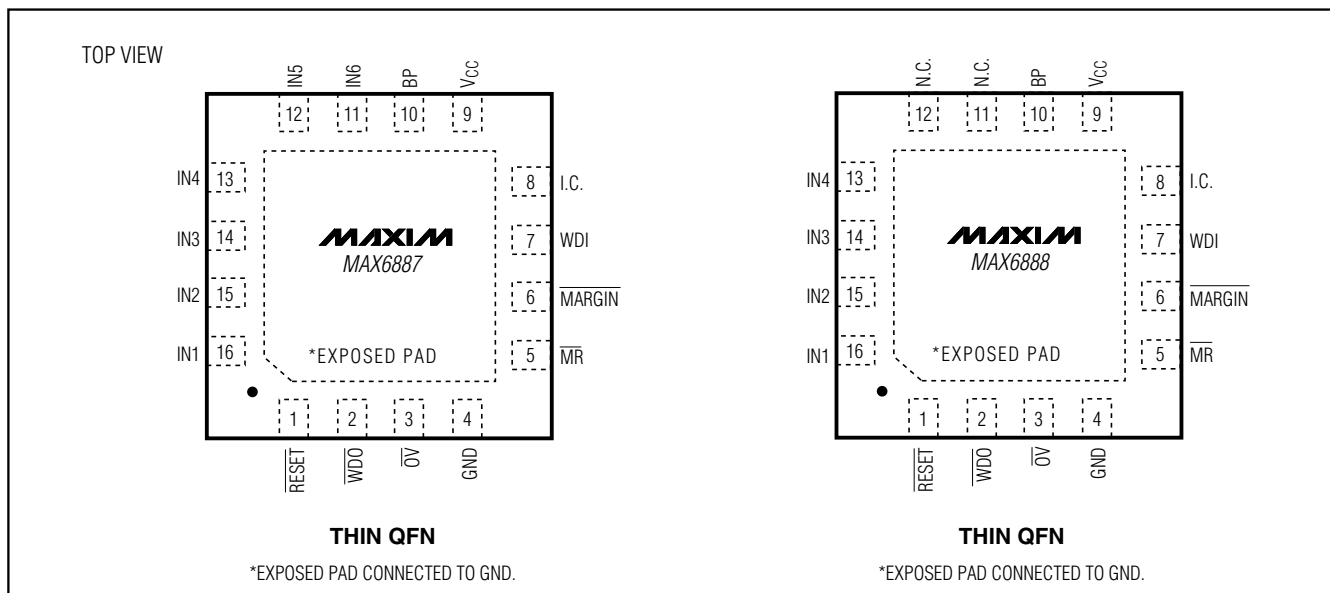 TOP VIEW
IN5 IN6 BP VCC
12 11 10 9
IN4 13
IN3 14
IN2 15
IN1 16
8 I.C.
7 WDI
6 MARGIN
5 MR
MAXIM
MAX6887
*EXPOSED PAD
1 2 3 4
RESET WDO OV GND
THIN QFN
*EXPOSED PAD CONNECTED TO GND.
N.C. N.C. BP VCC
12 11 10 9
IN4 13
IN3 14
IN2 15
IN1 16
8 I.C.
7 WDI
6 MARGIN
5 MR
MAXIM
MAX6888
*EXPOSED PAD
1 2 3 4
RESET WDO OV GND
THIN QFN
*EXPOSED PAD CONNECTED TO GND.